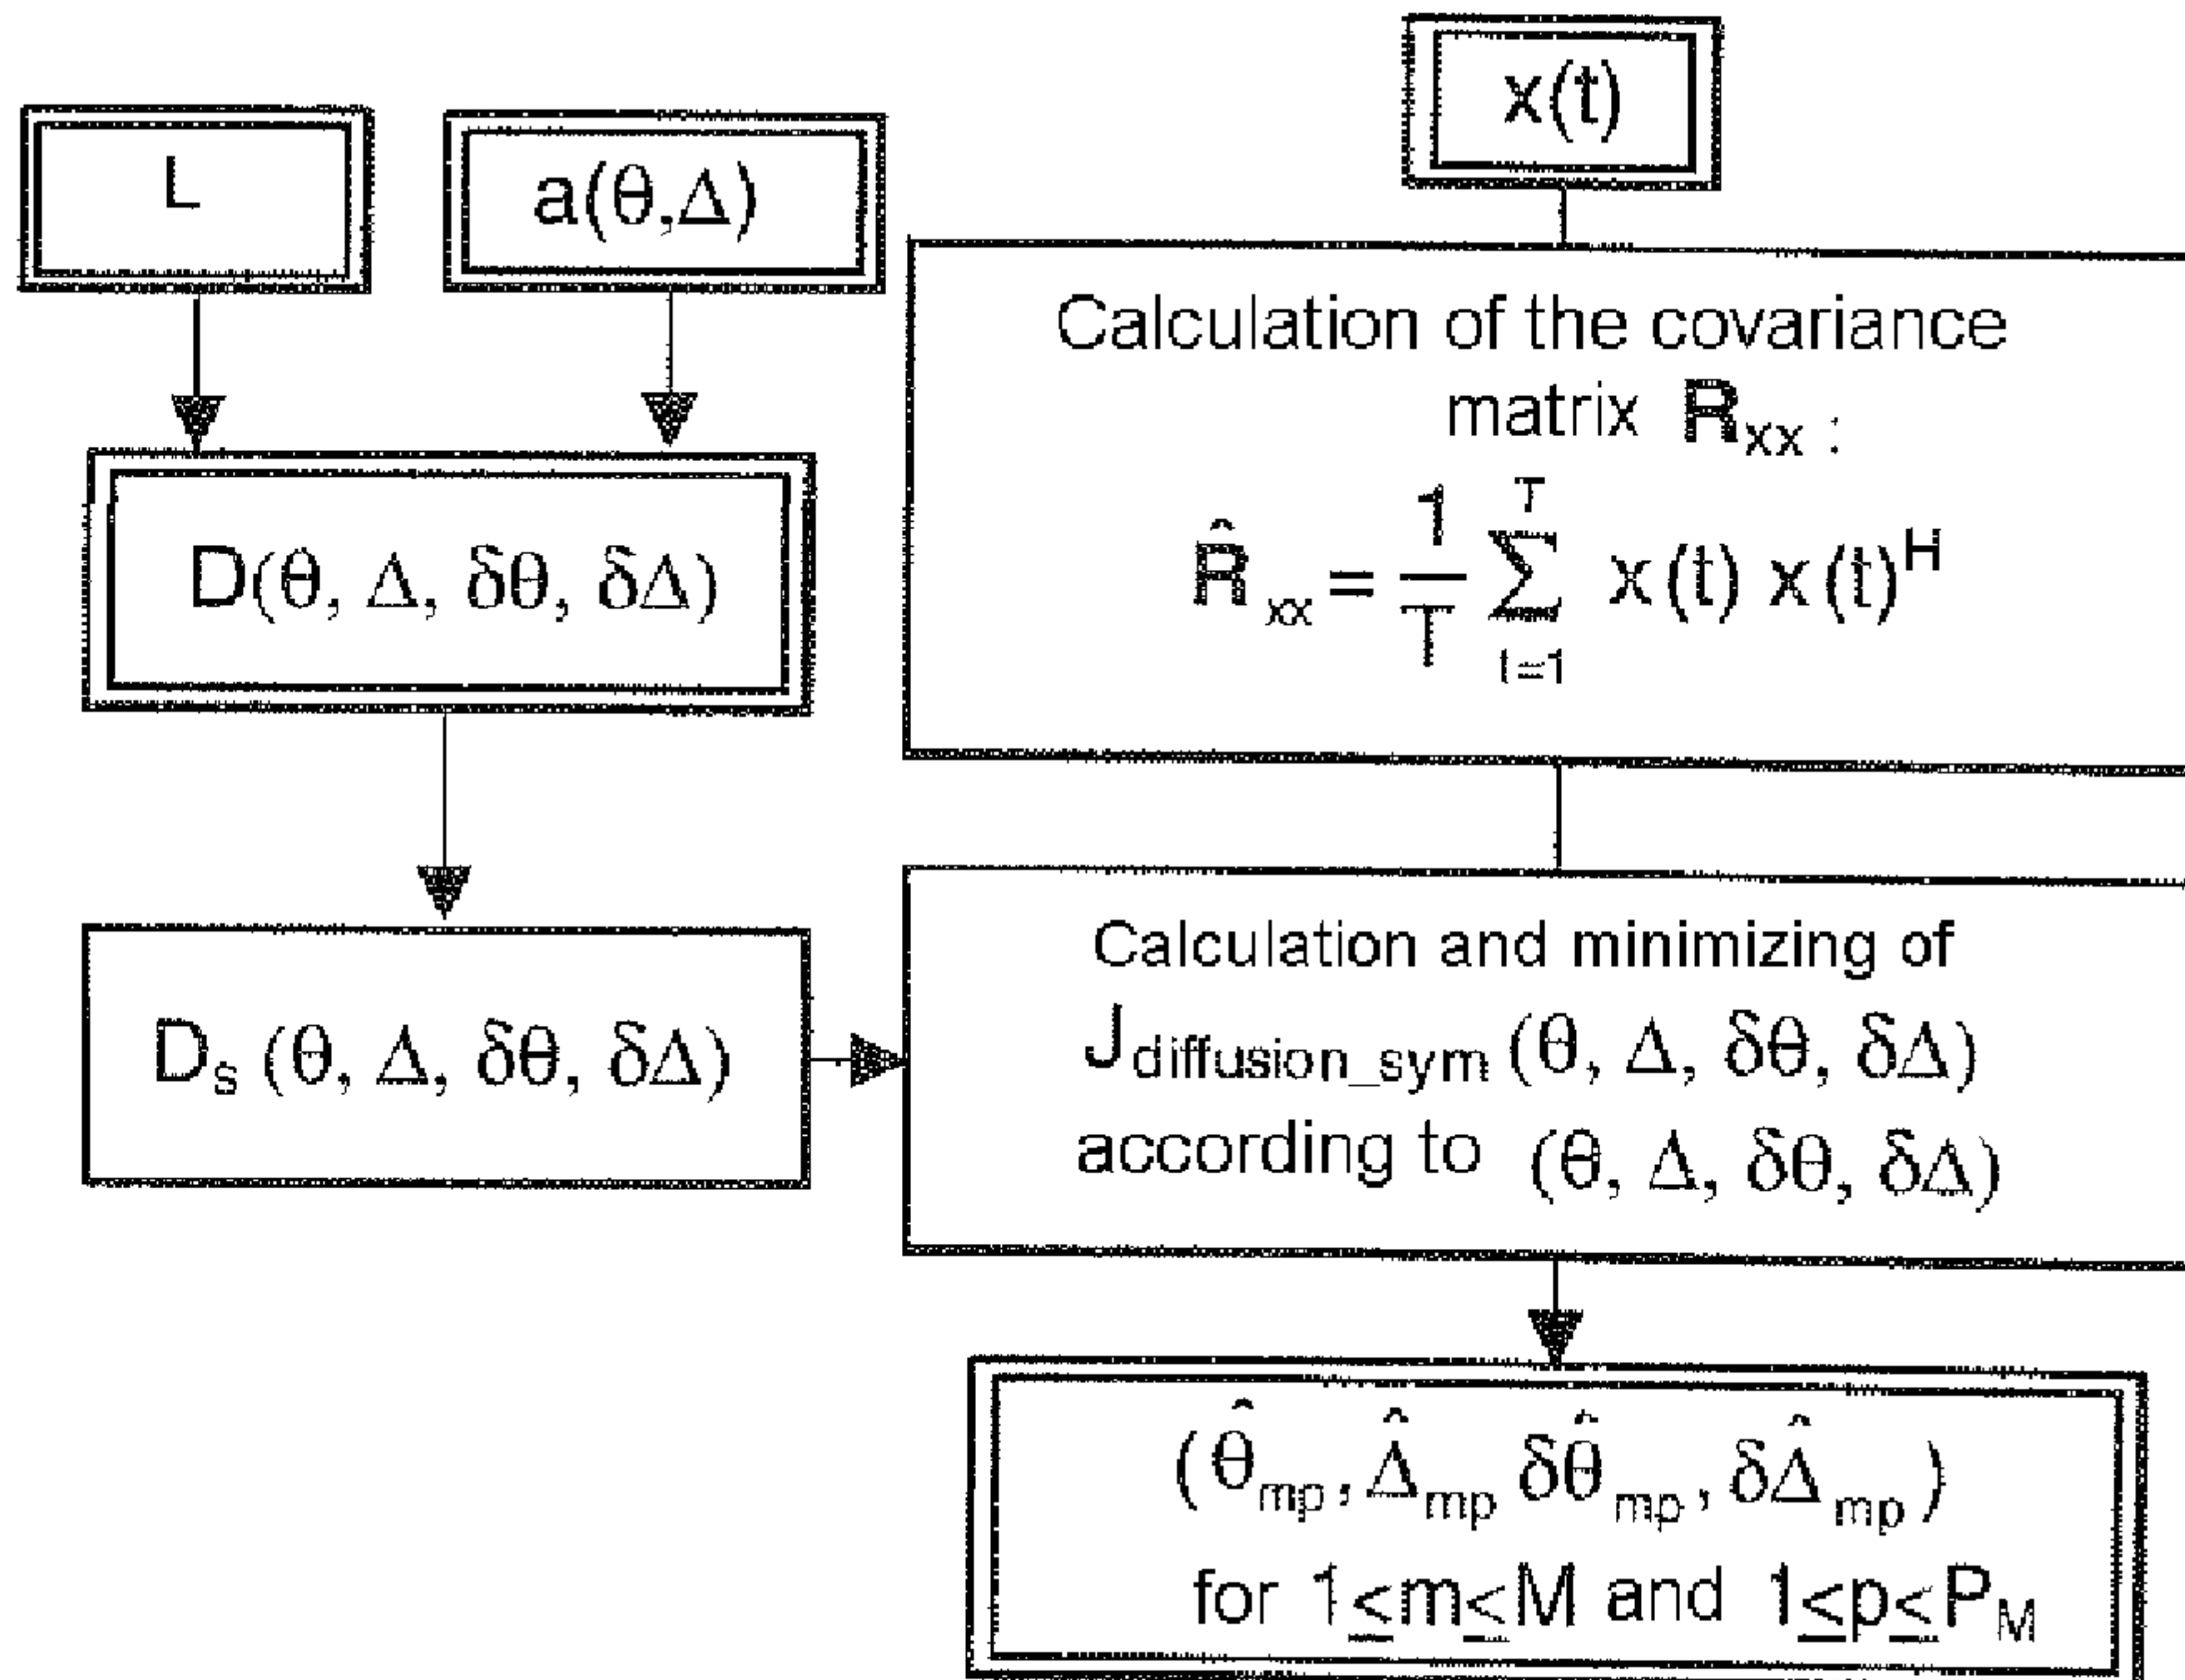 x(t)
L
a(θ,Δ)
Calculation of the covariance
matrix R_xx :
R̂_xx = 1/T ∑_{t=1}^{T} x(t) x(t)^H
D(θ, Δ, δθ, δΔ)
D_s (θ, Δ, δθ, δΔ)
Calculation and minimizing of
J_diffusion_sym (θ, Δ, δθ, δΔ)
according to (θ, Δ, δθ, δΔ)
(θ̂_mp, Δ̂_mp δθ̂_mp, δΔ̂_mp)
for 1≤m≤M and 1≤p≤P_M